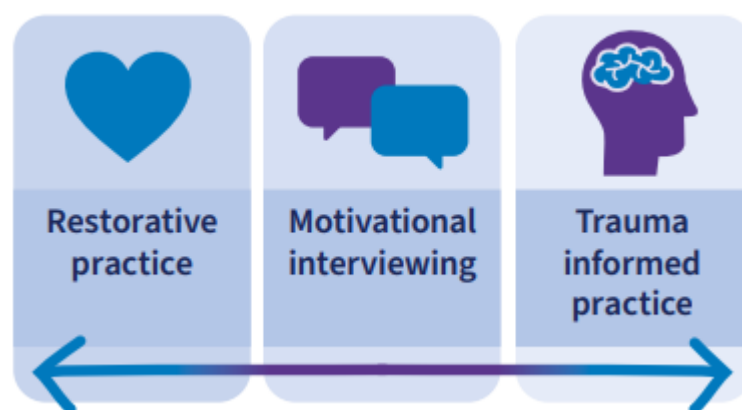 Restorative
practice
Motivational
interviewing
Trauma
informed
practice